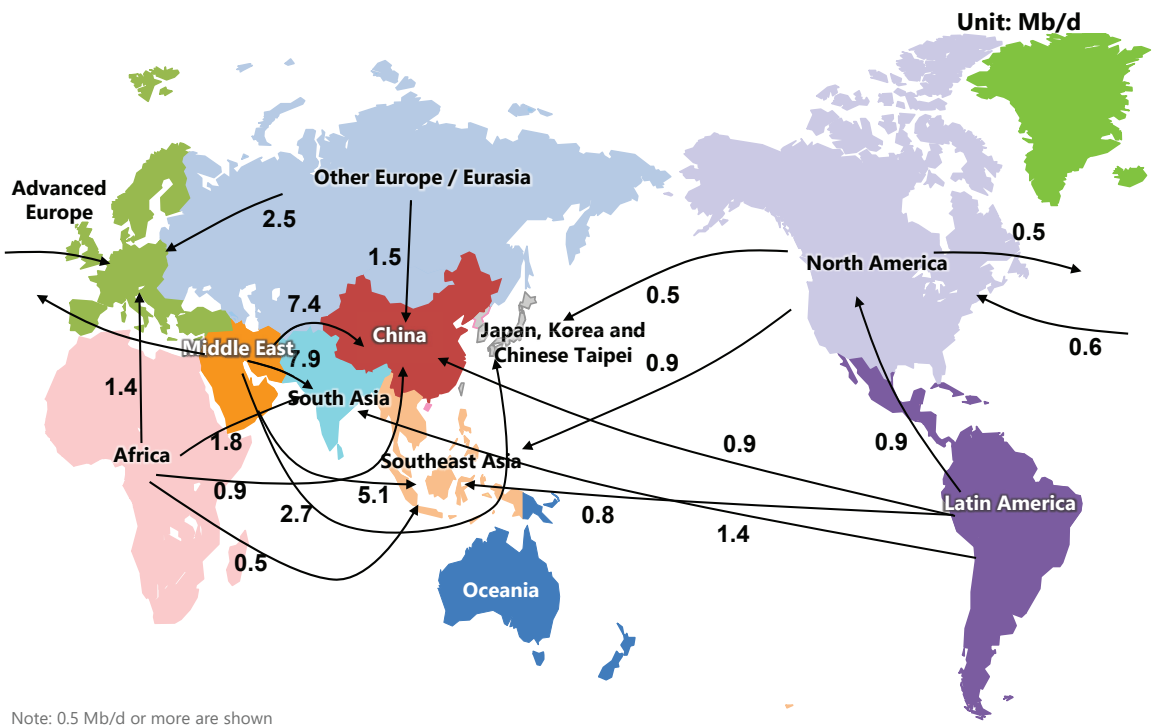 Unit: Mb/d
Other Europe / Eurasia
Advanced
Europe
2.5
0.5
1.5
North America
7.4
0.5
China
Japan, Korea and
Chinese Taipei
Middle East
7.9
0.9
0.6
1.4
South Asia
1.8
0.9
0.9
Africa
Southeast Asia
0.9
5.1
2.7
0.8
Latin America
1.4
0.5
Oceania
Note: 0.5 Mb/d or more are shown